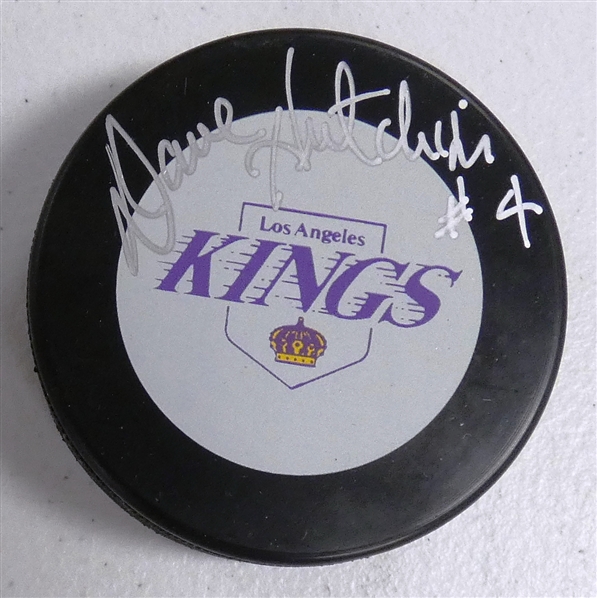 Dave Hutchison
#4
Los Angeles
KINGS